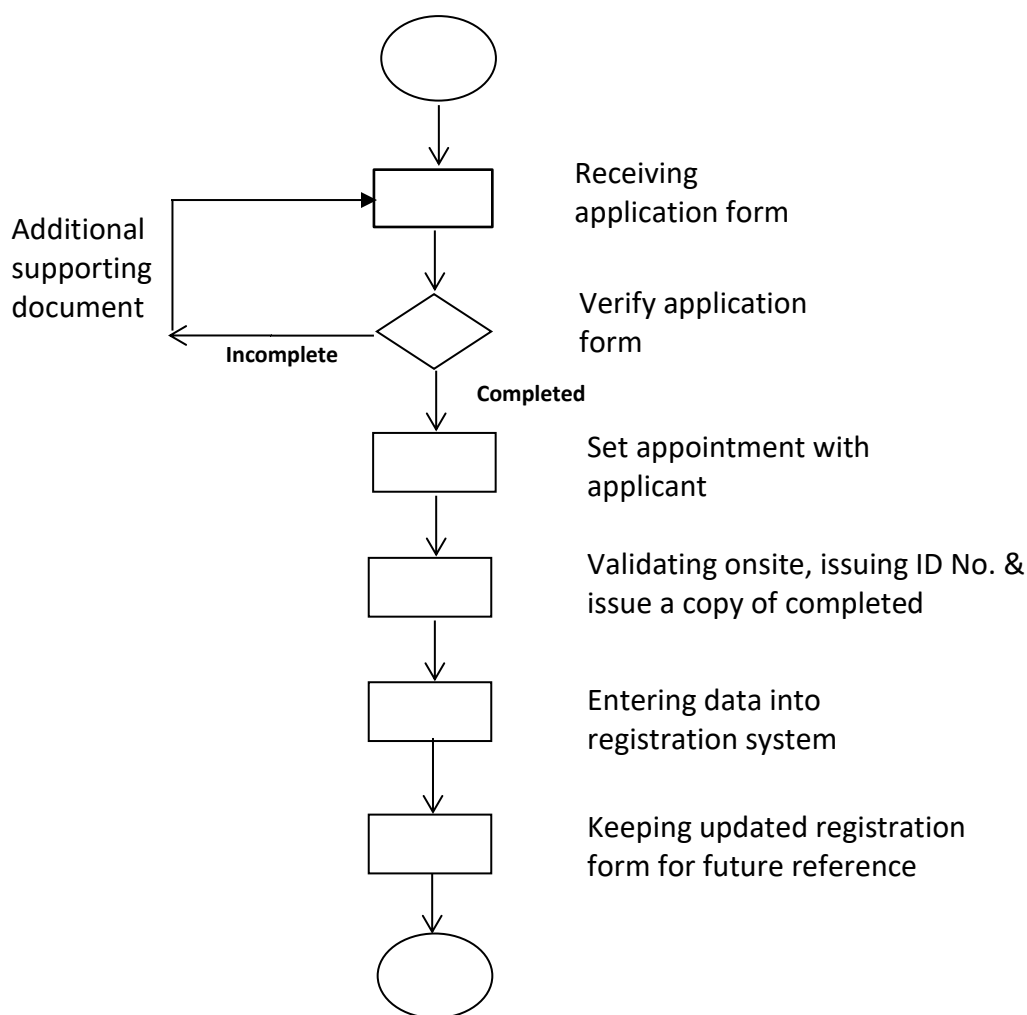 Receiving
application form
Additional
supporting
document
Verify application
form
Incomplete
Completed
Set appointment with
applicant
Validating onsite, issuing ID No. &
issue a copy of completed
Entering data into
registration system
Keeping updated registration
form for future reference